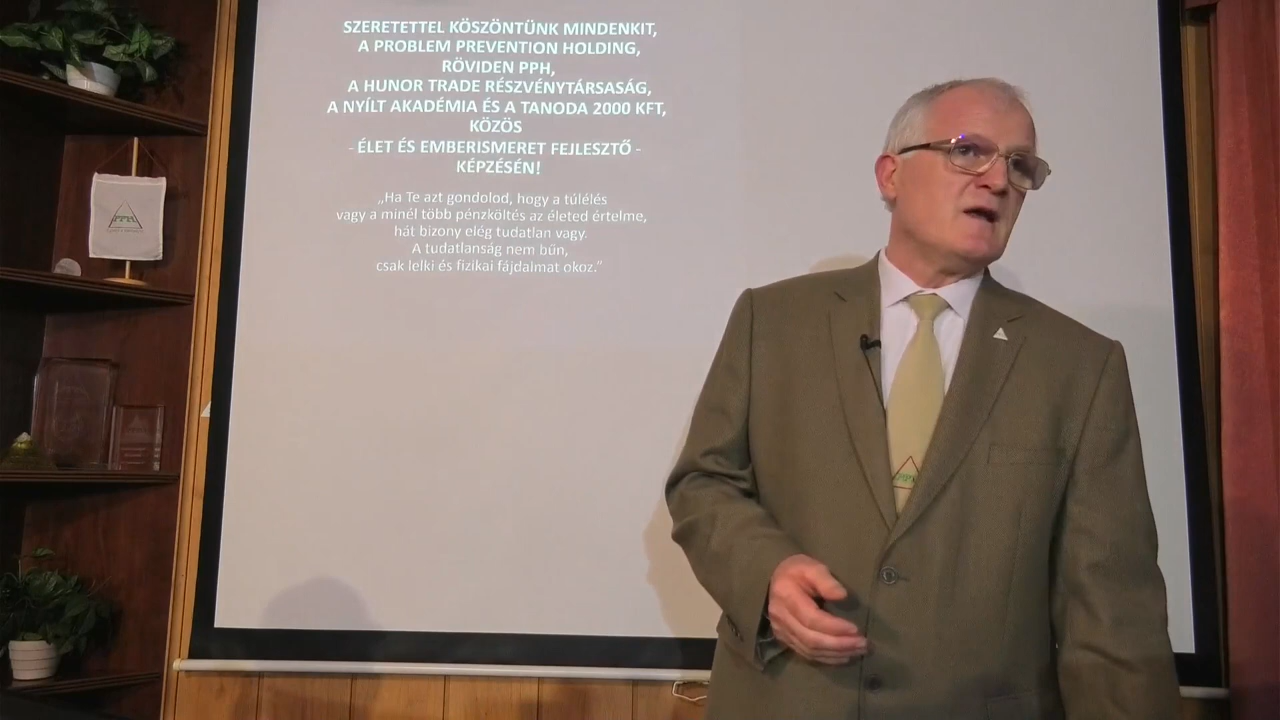 SZERETETTEL KÖSZÖNTÜNK MINDENKIT,
A PROBLEM PREVENTION HOLDING,
RÖVIDEN PPH,
A HUNOR TRADE RÉSZVÉNYTÁRSASÁG,
A NYÍLT AKADÉMIA ÉS A TANODA 2000 KFT,
KÖZÖS
- ÉLET ÉS EMBERISMERET FEJLESZTŐ -
KÉPZÉSÉN!
„Ha Te azt gondolod, hogy a túlélés
vagy a minél több pénzköltés az életed értelme,
hát bizony elég tudatlan vagy.
A tudatlanság nem bűn,
csak lelki és fizikai fájdalmat okoz.”